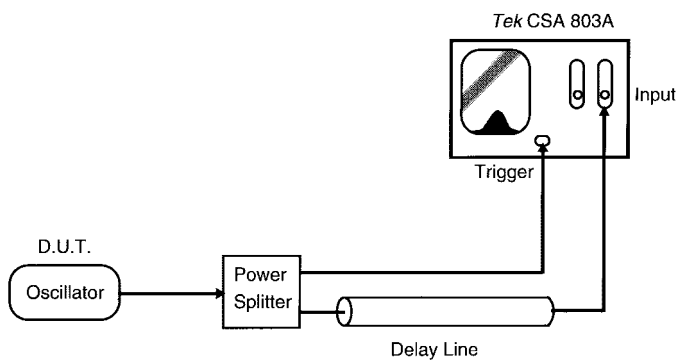 Tek CSA 803A
Input
Trigger
D.U.T.
Oscillator
Power
Splitter
Delay Line